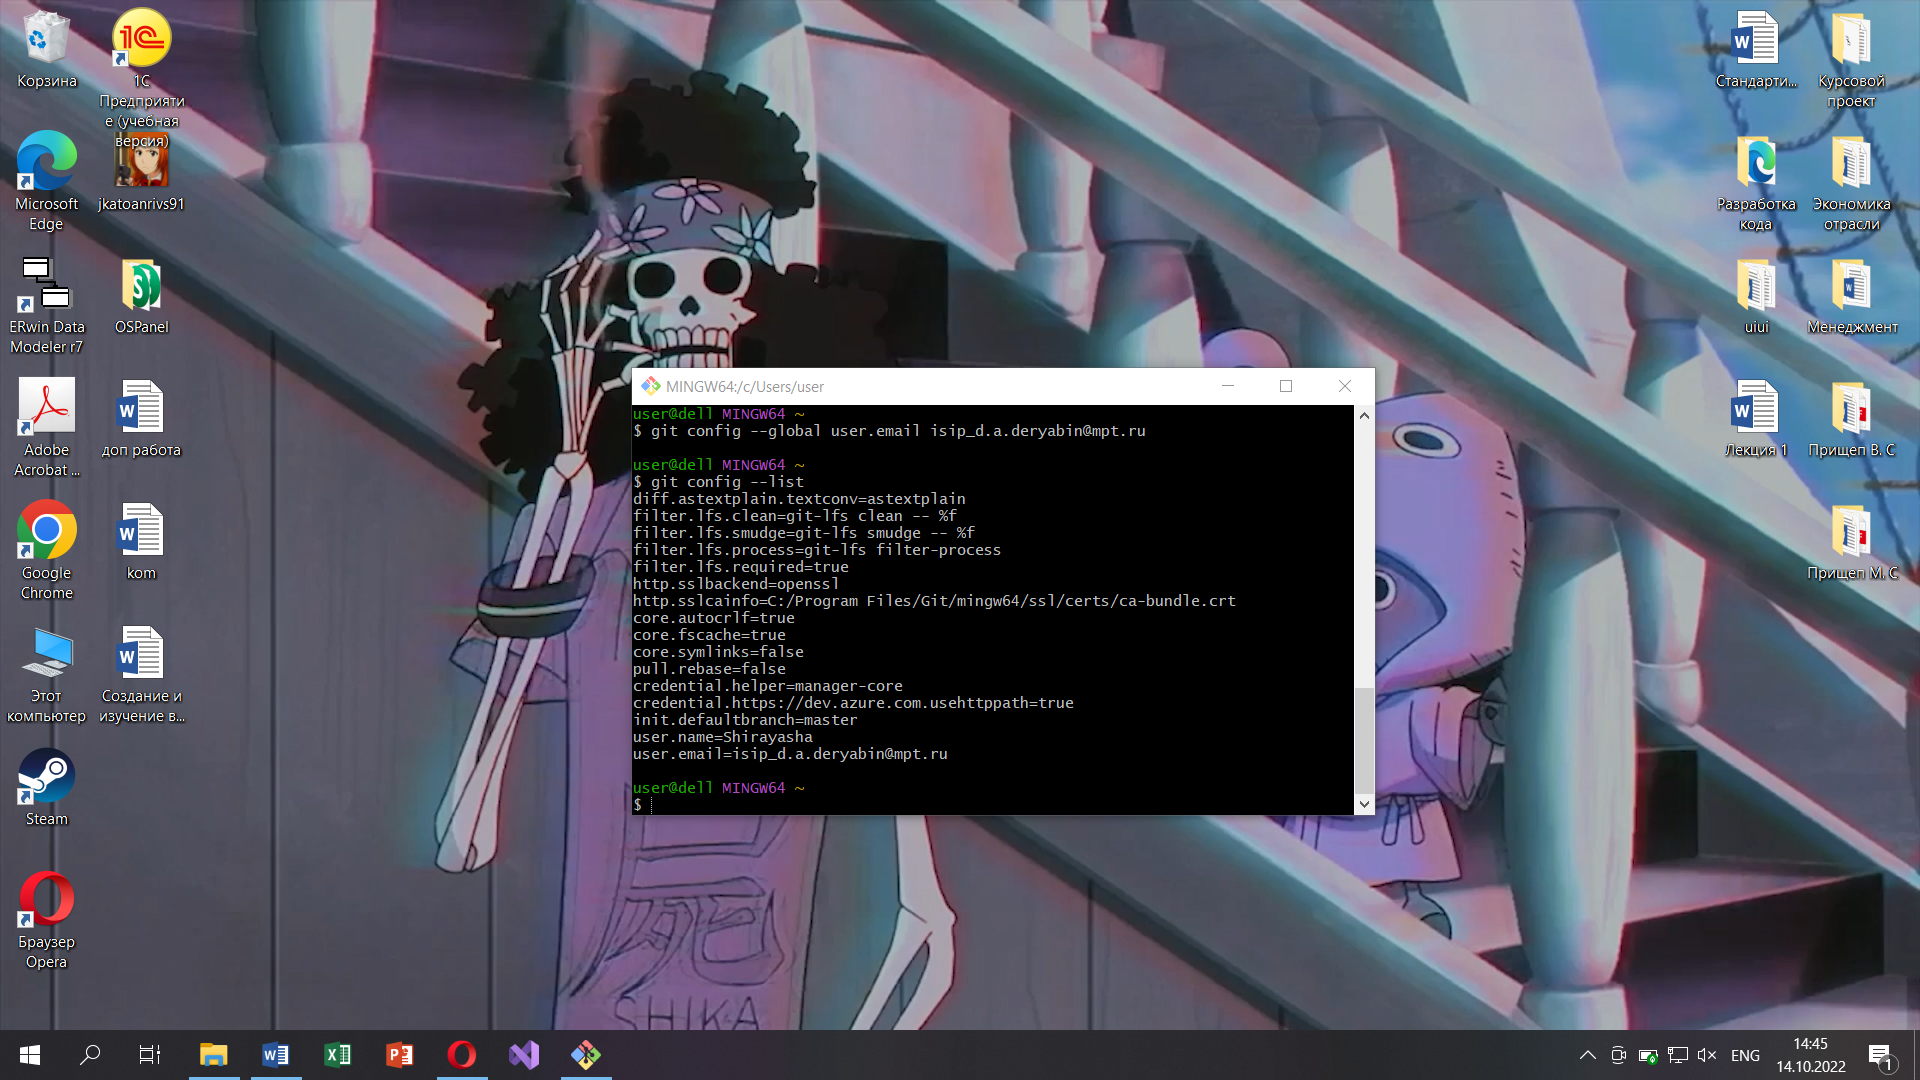 Корзина
1C
Предприяти
е (учебная
версия)
Microsoft
Edge
jkatoanrivs91
ERwin Data
Modeler r7
OSPanel
Adobe
Acrobat ...
доп работа
Google
Chrome
kom
Этот
компьютер
Создание и
изучение в...
Steam
Браузер
Opera
MINGW64:/c/Users/user
user@dell MINGW64 ~
$ git config --global user.email isip_d.a.deryabin@mpt.ru
user@dell MINGW64 ~
$ git config --list
diff.astextplain.textconv=astextplain
filter.lfs.clean=git-lfs clean -- %f
filter.lfs.smudge=git-lfs smudge -- %f
filter.lfs.process=git-lfs filter-process
filter.lfs.required=true
http.sslbackend=openssl
http.sslcainfo=C:/Program Files/Git/mingw64/ssl/certs/ca-bundle.crt
core.autocrlf=true
core.fscache=true
core.symlinks=false
pull.rebase=false
credential.helper=manager-core
credential.https://dev.azure.com.usehttppath=true
init.defaultbranch=master
user.name=Shirayasha
user.email=isip_d.a.deryabin@mpt.ru
user@dell MINGW64 ~
$
SHIKA
Стандарти...
Курсовой
проект
Разработка
кода
Экономика
отрасли
uiui
Менеджмент
Лекция 1
Прищеп В. С
Прищеп М. С
ENG
14:45
14.10.2022
1